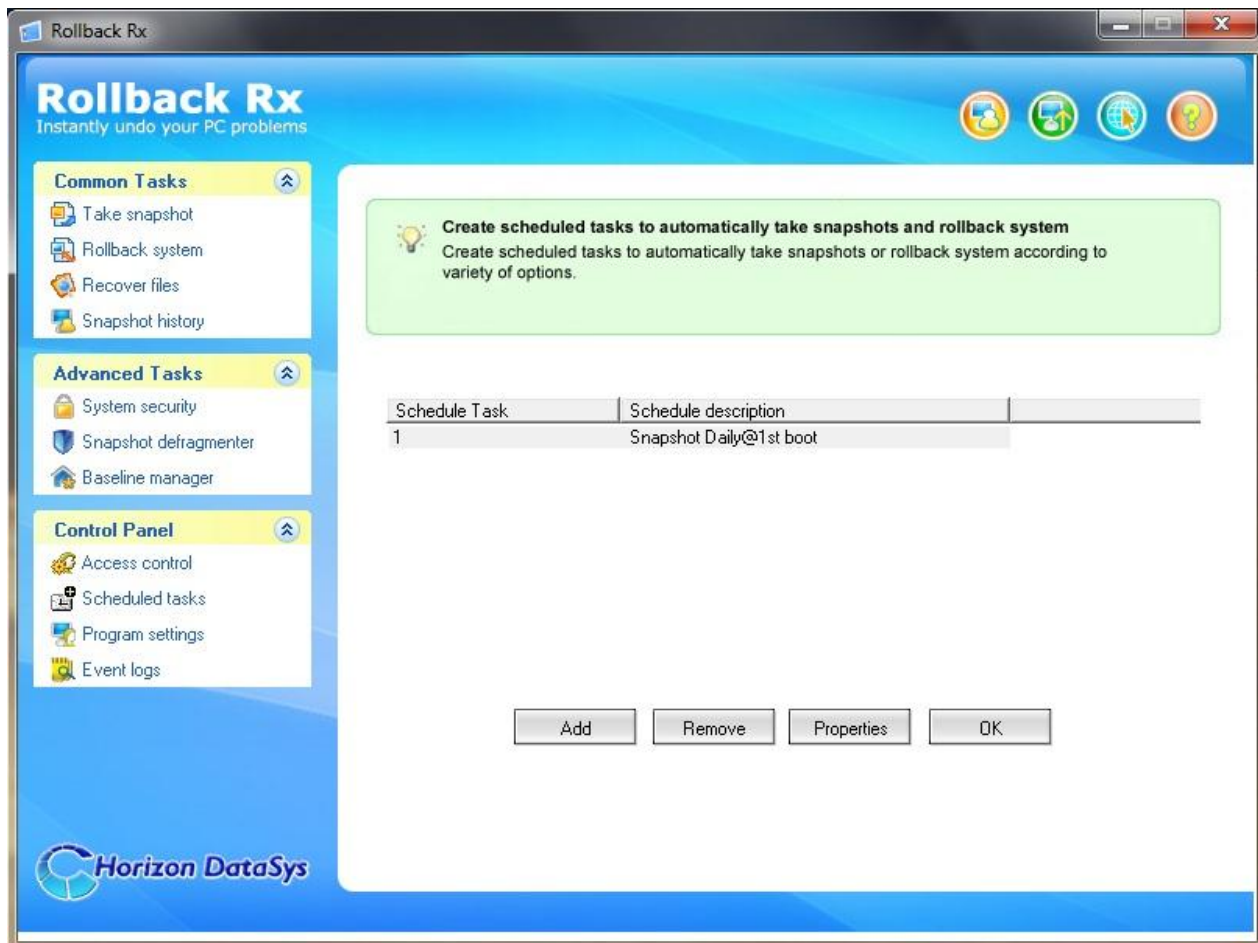 Rollback Rx
Rollback Rx
Instantly undo your PC problems
Common Tasks
Take snapshot
Rollback system
Recover files
Snapshot history
Advanced Tasks
System security
Snapshot defragmenter
Baseline manager
Control Panel
Access control
Scheduled tasks
Program settings
Event logs
Horizon DataSys
Create scheduled tasks to automatically take snapshots and rollback system
Create scheduled tasks to automatically take snapshots or rollback system according to
variety of options.
Schedule Task Schedule description
1 Snapshot Daily@1st boot
Add Remove Properties OK